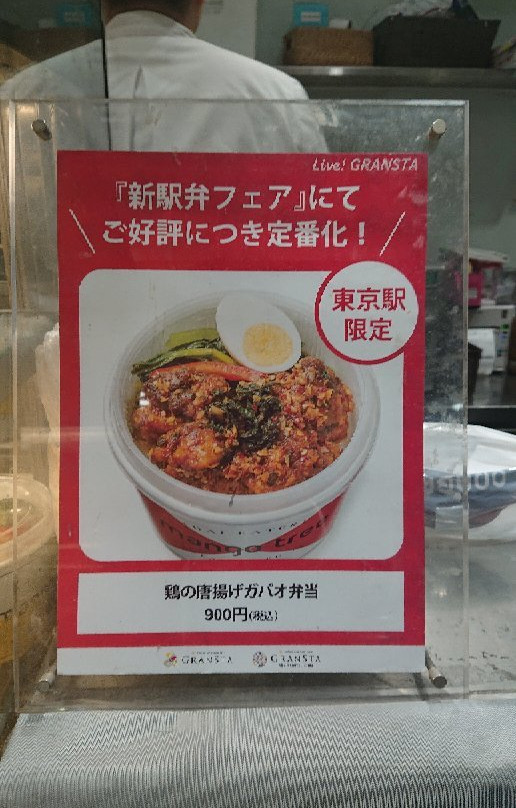 Live! GRANSTA
『新駅弁フェア』にて
ご好評につき定番化！
東京駅
限定
mango tree
鶏の唐揚げガパオ弁当
900円(税込)
GRANSTA
GRANSTA